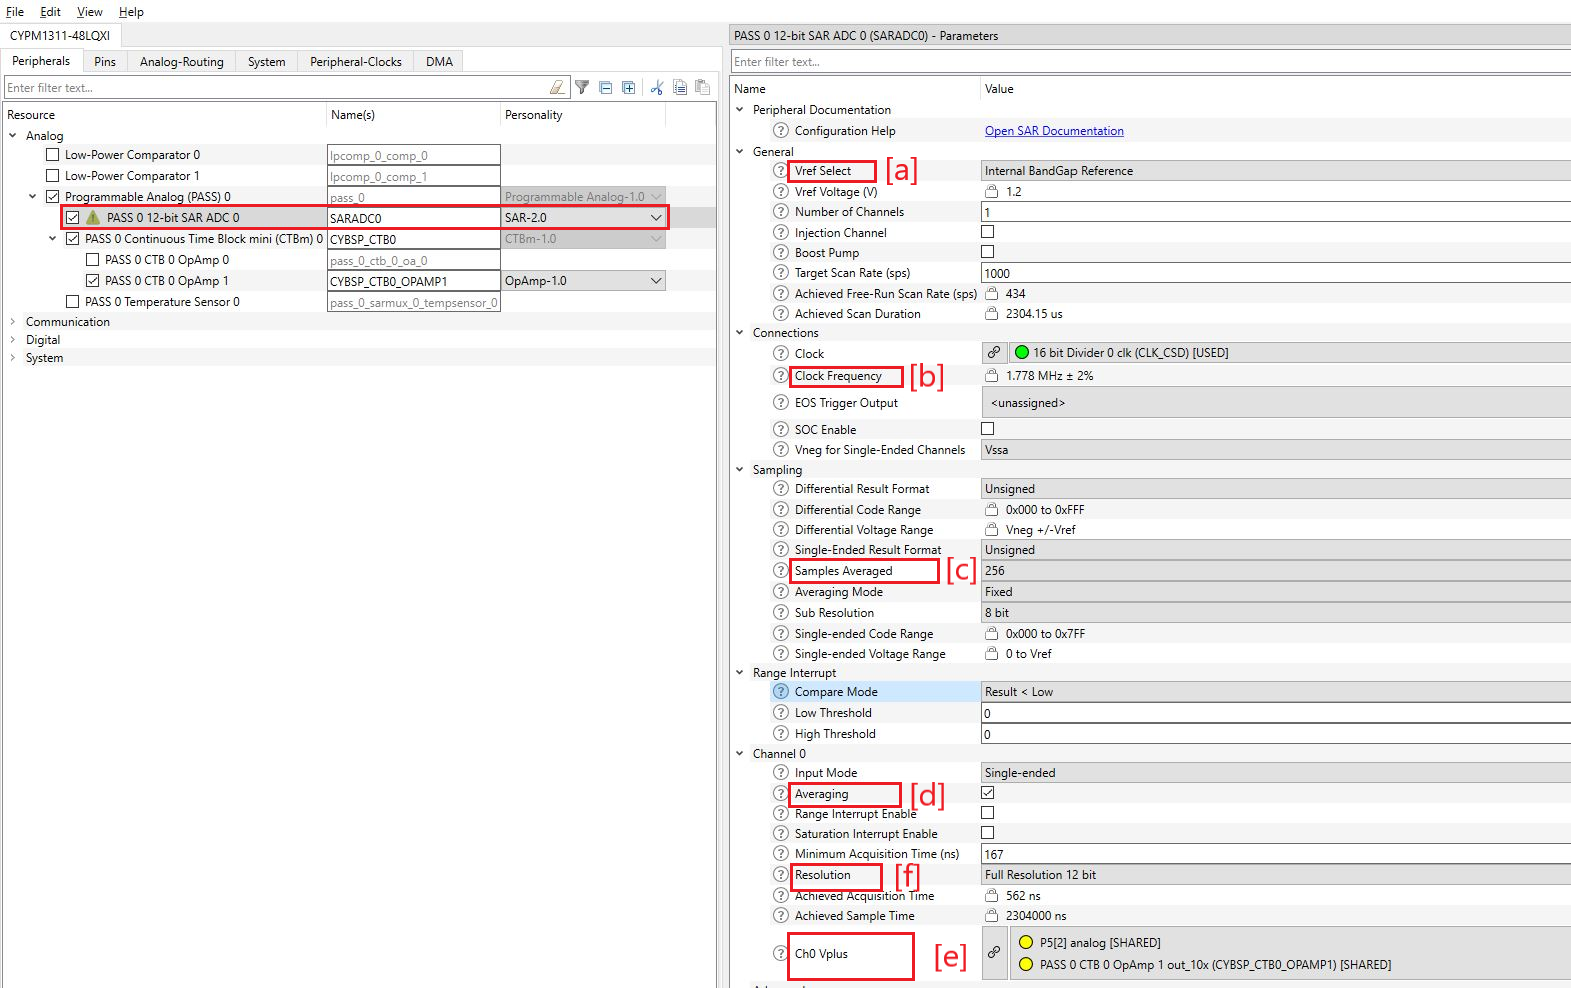 File Edit View Help
CYPM1311-48LQXI
Peripherals Pins Analog-Routing System Peripheral-Clocks DMA
Enter filter text...
Resource Name(s) Personality
Analog
Low-Power Comparator 0 lpcomp_0_comp_0
Low-Power Comparator 1 lpcomp_0_comp_1
Programmable Analog (PASS) 0 pass_0 Programmable Analog-1.0
PASS 0 12-bit SAR ADC 0 SARADC0 SAR-2.0
PASS 0 Continuous Time Block mini (CTBm) 0 CYBSP_CTB0 CTBm-1.0
PASS 0 CTB 0 OpAmp 0 pass_0_ctb_0_oa_0
PASS 0 CTB 0 OpAmp 1 CYBSP_CTB0_OPAMP1 OpAmp-1.0
PASS 0 Temperature Sensor 0 pass_0_sarmux_0_tempsensor_0
Communication
Digital
System
PASS 0 12-bit SAR ADC 0 (SARADC0) - Parameters
Enter filter text...
Name Value
Peripheral Documentation
? Configuration Help Open SAR Documentation
General
? Vref Select [a] Internal BandGap Reference
? Vref Voltage (V) 1.2
? Number of Channels 1
? Injection Channel
? Boost Pump
? Target Scan Rate (sps) 1000
? Achieved Free-Run Scan Rate (sps) 434
? Achieved Scan Duration 2304.15 us
Connections
? Clock 16 bit Divider 0 clk (CLK_CSD) [USED]
? Clock Frequency [b] 1.778 MHz ± 2%
? EOS Trigger Output <unassigned>
? SOC Enable
? Vneg for Single-Ended Channels Vssa
Sampling
? Differential Result Format Unsigned
? Differential Code Range 0x000 to 0xFFF
? Differential Voltage Range Vneg +/-Vref
? Single-Ended Result Format Unsigned
? Samples Averaged [c] 256
? Averaging Mode Fixed
? Sub Resolution 8 bit
? Single-ended Code Range 0x000 to 0x7FF
? Single-ended Voltage Range 0 to Vref
Range Interrupt
? Compare Mode Result < Low
? Low Threshold 0
? High Threshold 0
Channel 0
? Input Mode Single-ended
? Averaging [d]
? Range Interrupt Enable
? Saturation Interrupt Enable
? Minimum Acquisition Time (ns) 167
? Resolution [f] Full Resolution 12 bit
? Achieved Acquisition Time 562 ns
? Achieved Sample Time 2304000 ns
? Ch0 Vplus [e] P5[2] analog [SHARED]
PASS 0 CTB 0 OpAmp 1 out_10x (CYBSP_CTB0_OPAMP1) [SHARED]